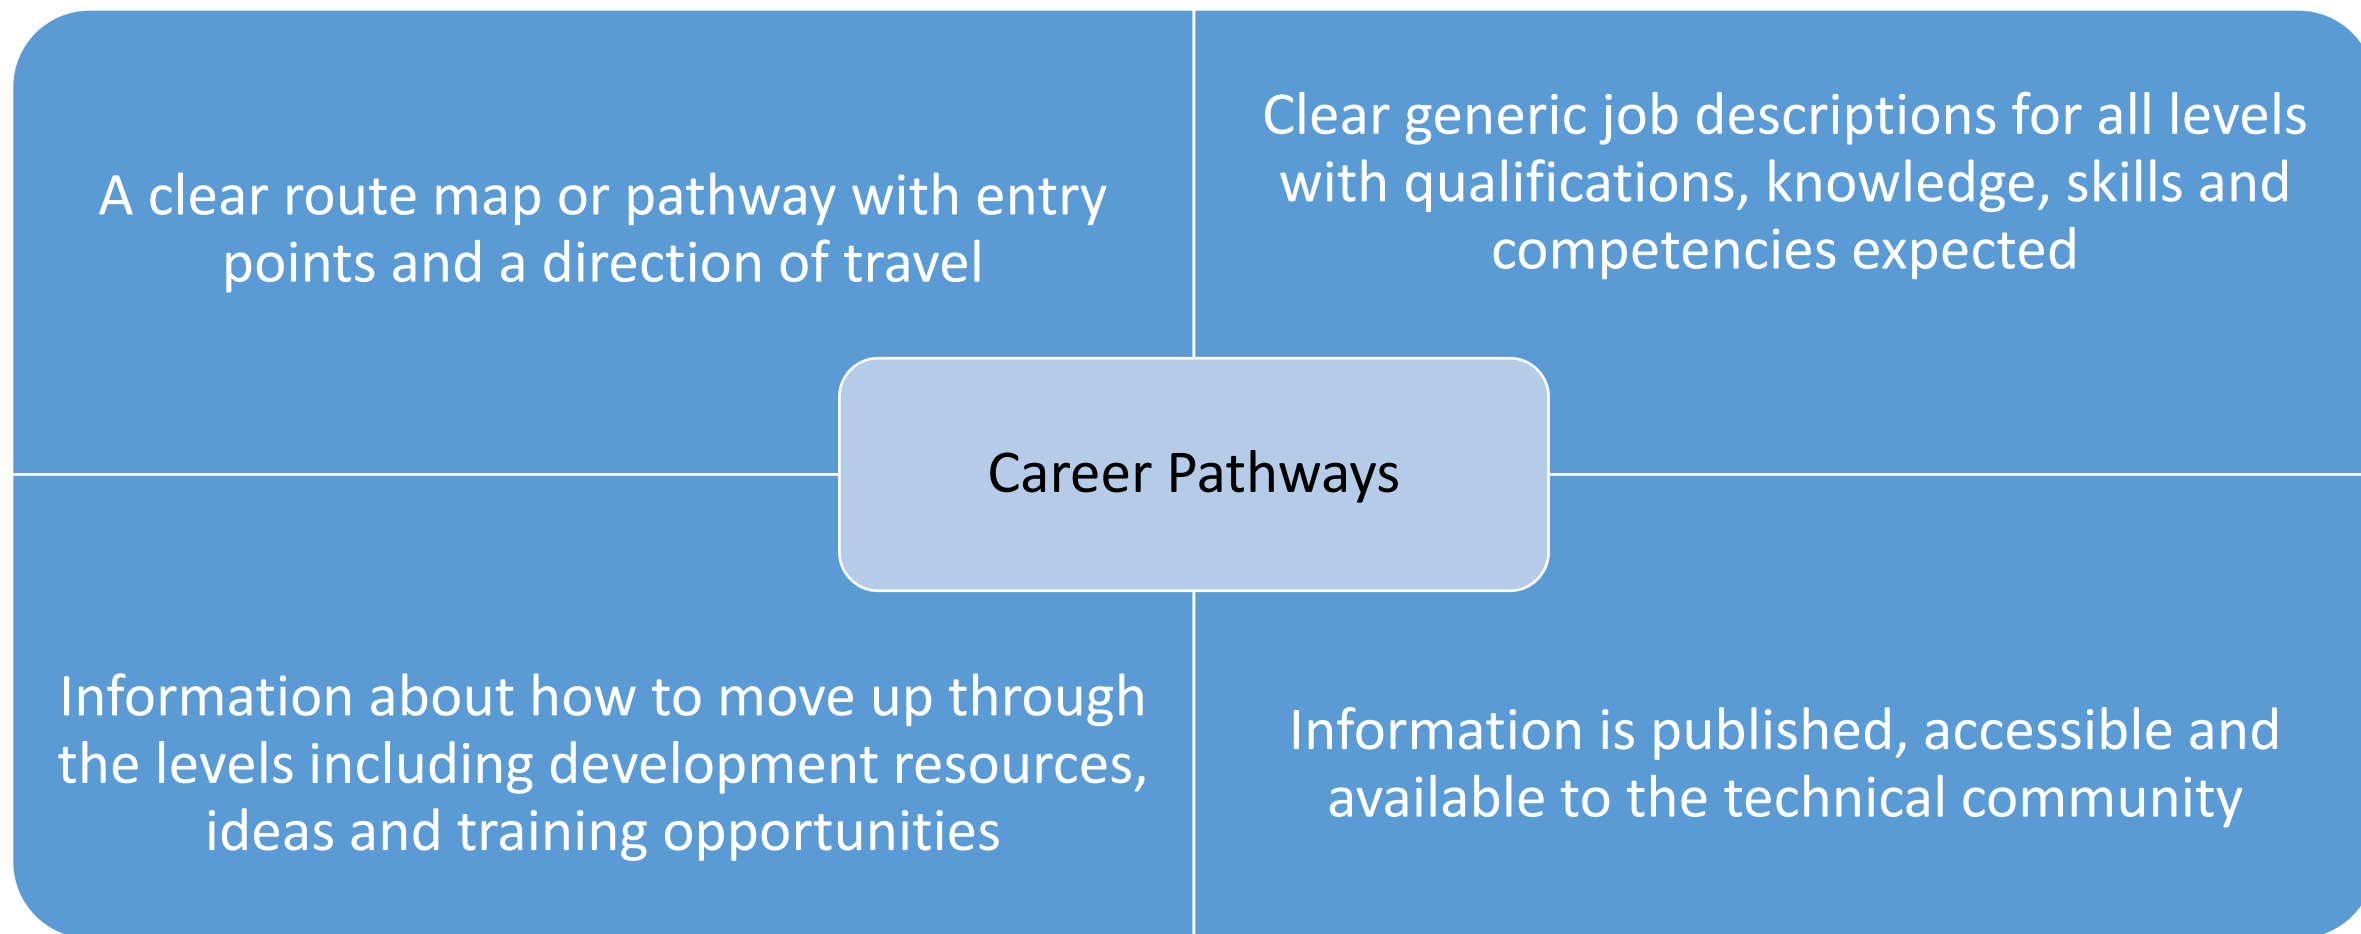 A clear route map or pathway with entry
points and a direction of travel
Clear generic job descriptions for all levels
with qualifications, knowledge, skills and
competencies expected
Career Pathways
Information about how to move up through
the levels including development resources,
ideas and training opportunities
Information is published, accessible and
available to the technical community